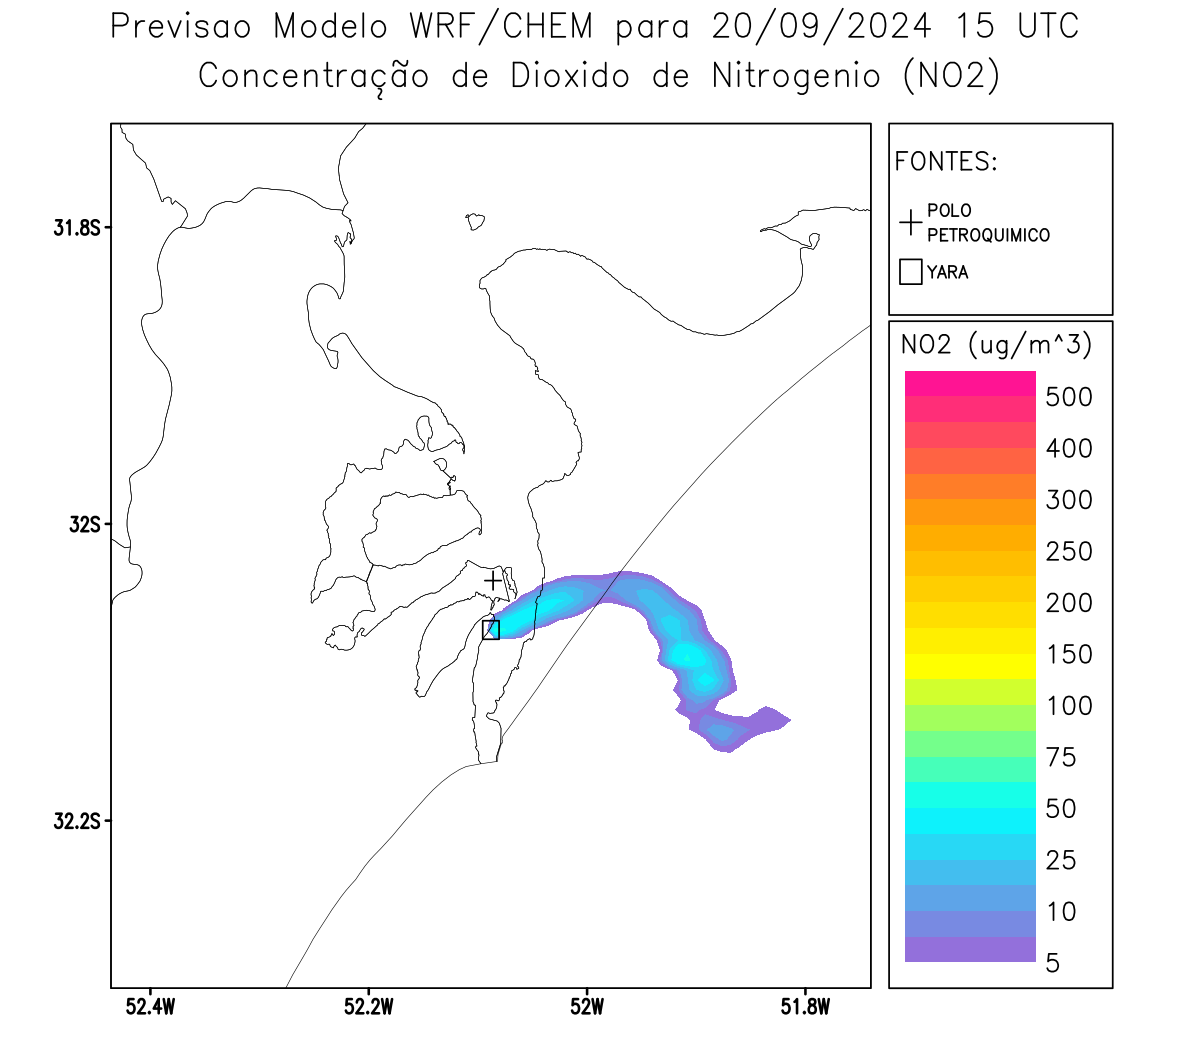 Previsao Modelo WRF/CHEM para 20/09/2024 15 UTC
Concentração de Dioxido de Nitrogenio (NO2)
FONTES:
POLO
PETROQUIMICO
YARA
NO2 (ug/m^3)
500
400
300
250
200
150
100
75
50
25
10
5
31.8S
32S
32.2S
52.4W
52.2W
52W
51.8W